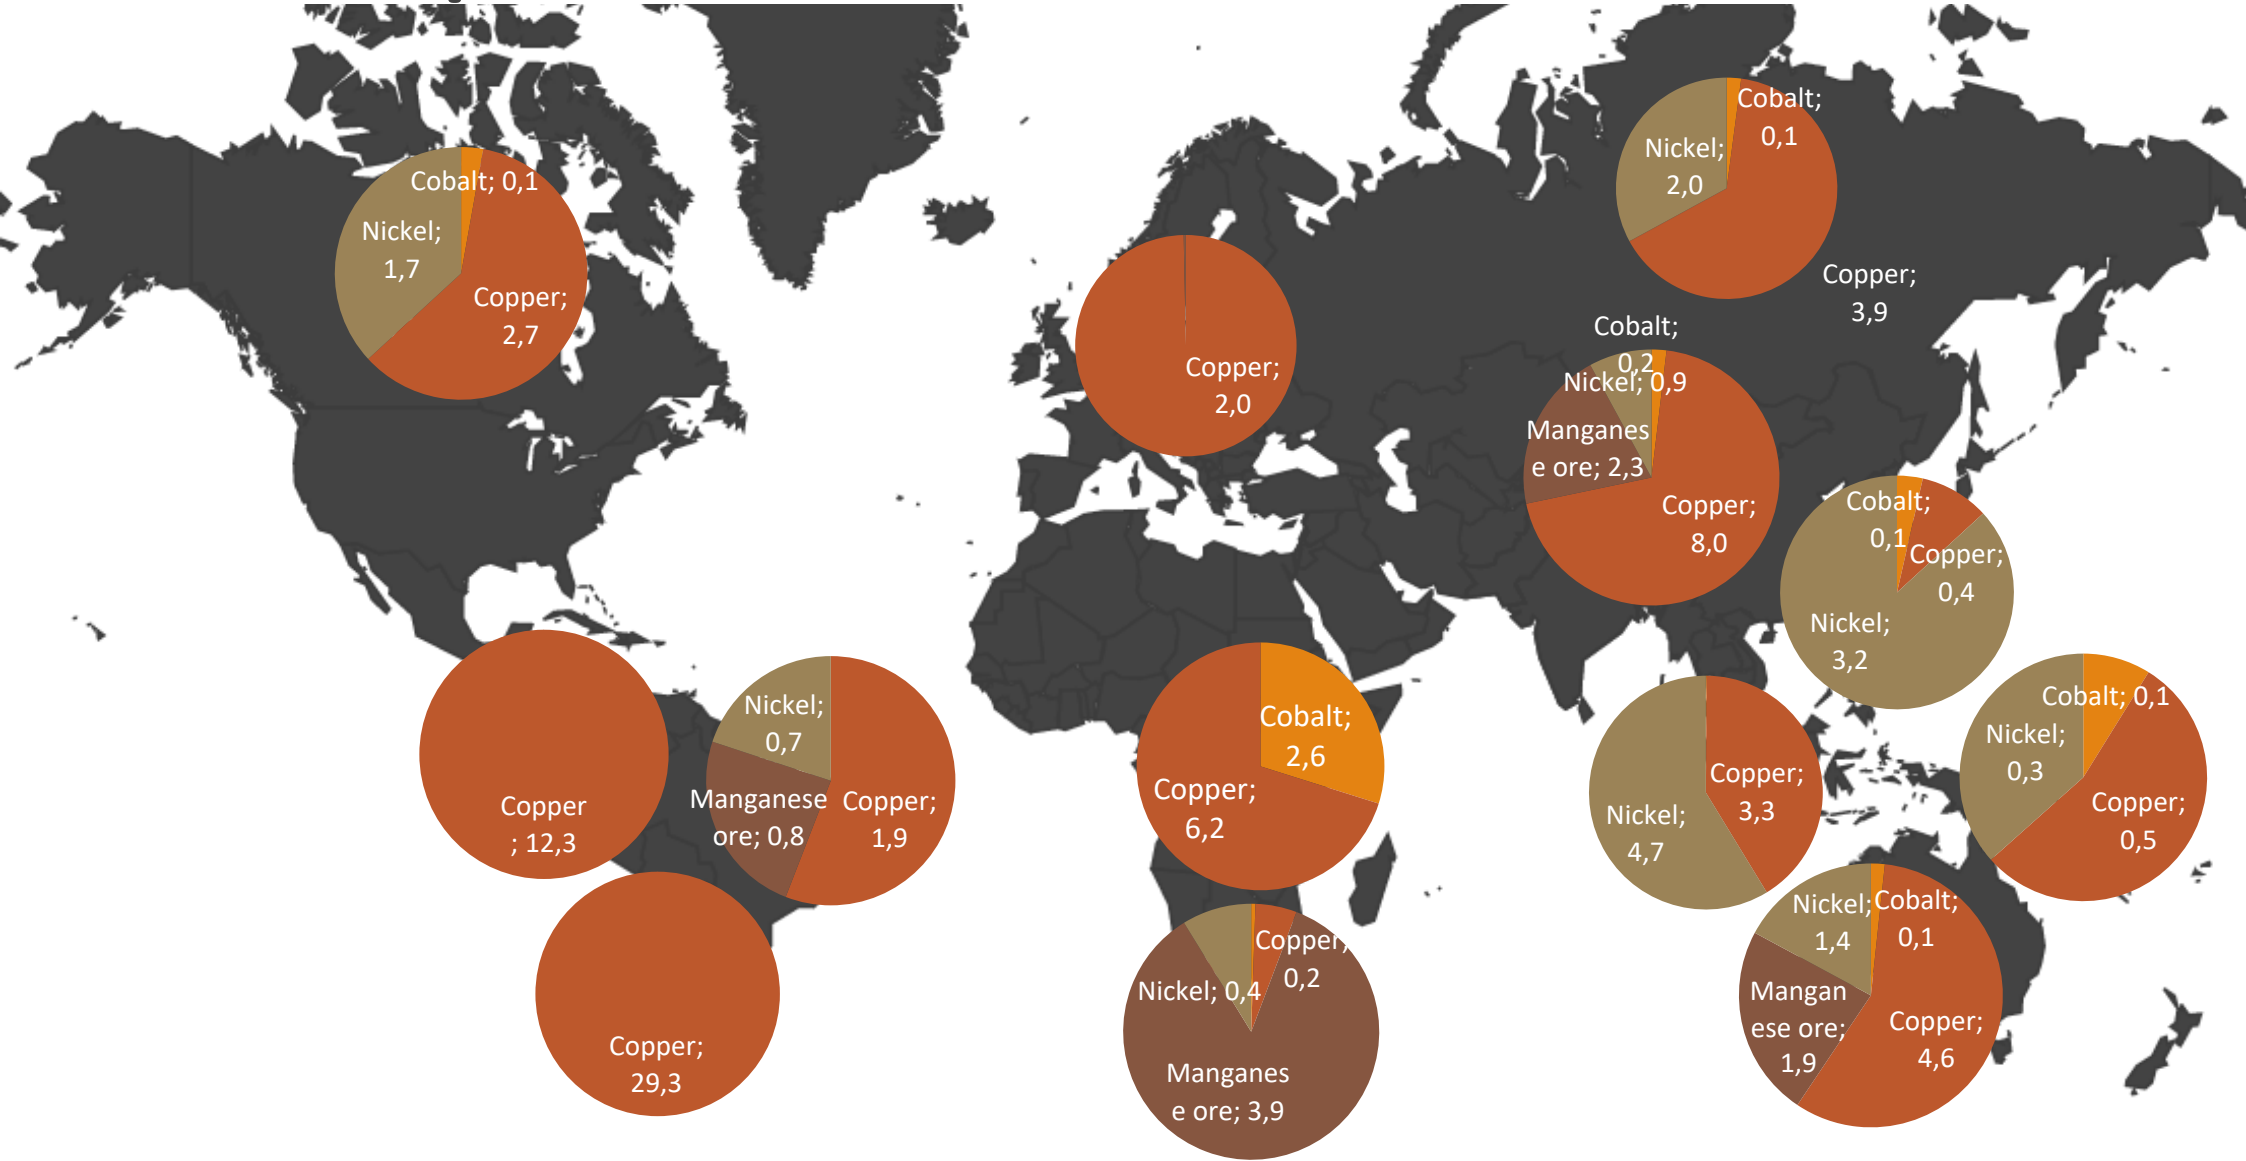 Cobalt; 0,1
Nickel;
1,7
Copper;
2,7
Copper;
2,0
Cobalt;
0,1
Nickel;
2,0
Copper;
3,9
Cobalt;
0,2
Nickel; 0,9
Manganes
e ore; 2,3
Copper;
8,0
Cobalt;
0,1
Copper;
0,4
Nickel;
3,2
Copper
; 12,3
Nickel;
0,7
Manganese
ore; 0,8
Copper;
1,9
Copper;
29,3
Cobalt;
2,6
Copper;
6,2
Copper;
0,2
Nickel; 0,4
Manganes
e ore; 3,9
Copper;
3,3
Nickel;
4,7
Cobalt; 0,1
Nickel;
0,3
Copper;
0,5
Nickel;
1,4
Cobalt;
0,1
Mangan
ese ore;
1,9
Copper;
4,6